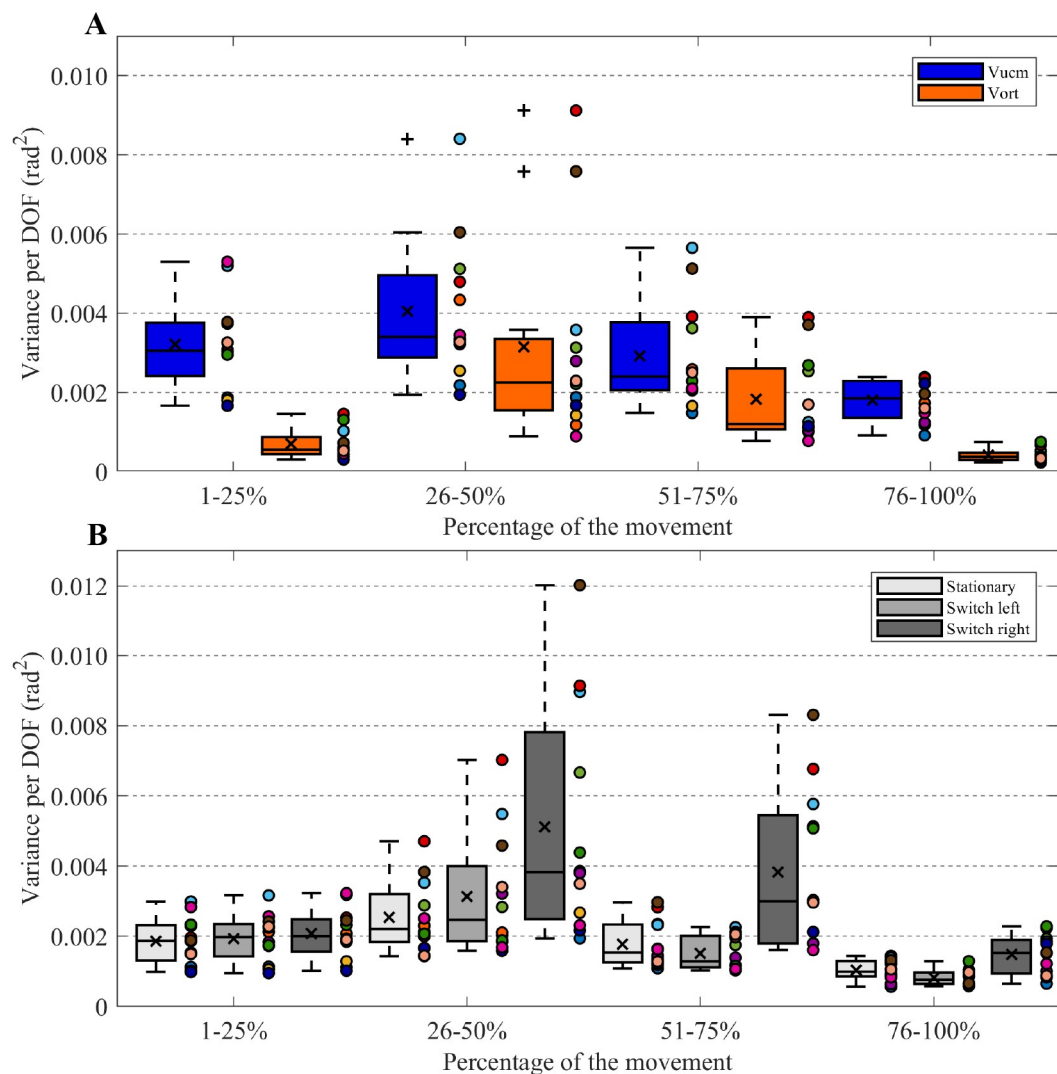 A
Variance per DOF (rad²)
0.010
0.008
0.006
0.004
0.002
0
Vucm
Vort
1-25%
26-50%
51-75%
76-100%
Percentage of the movement
B
Variance per DOF (rad²)
0.012
0.010
0.008
0.006
0.004
0.002
0
Stationary
Switch left
Switch right
1-25%
26-50%
51-75%
76-100%
Percentage of the movement